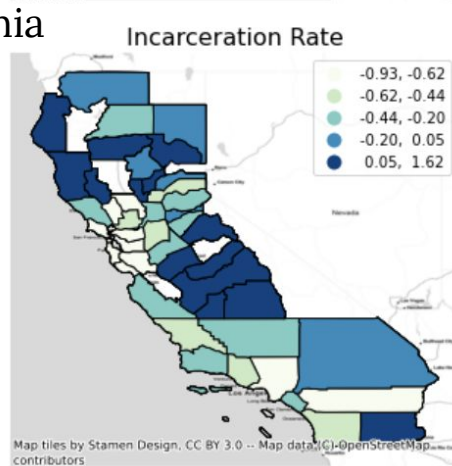 nia
Incarceration Rate
-0.93, -0.62
-0.62, -0.44
-0.44, -0.20
-0.20, 0.05
0.05, 1.62
Nevada
Carson City
Los Angeles
Map tiles by Stamen Design, CC BY 3.0 -- Map data (C) OpenStreetMap
contributors